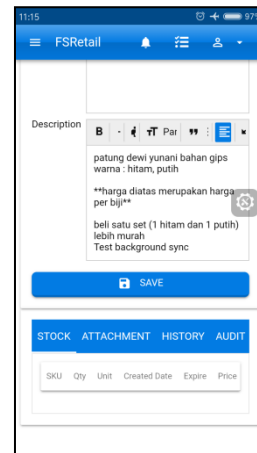 11:15
97%
FSRetail
Description
B
Par
patung dewi yunani bahan gips
warna : hitam, putih
**harga diatas merupakan harga
per biji**
beli satu set (1 hitam dan 1 putih)
lebih murah
Test background sync
SAVE
STOCK ATTACHMENT HISTORY AUDIT
SKU Qty Unit Created Date Expire Price